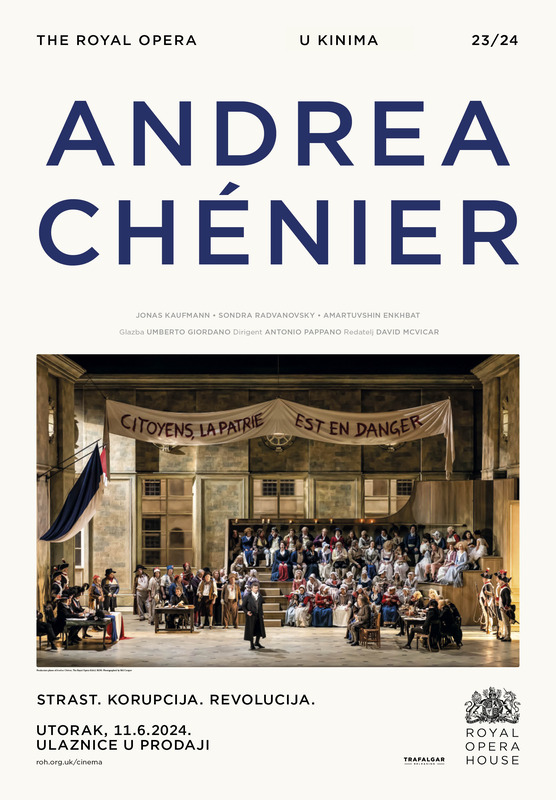 THE ROYAL OPERA U KINIMA 23/24
ANDREA
CHÉNIER
JONAS KAUFMANN • SONDRA RADVANOVSKY • AMARTUVSHIN ENKHBAT
Glazba UMBERTO GIORDANO Dirigent ANTONIO PAPPANO Redatelj DAVID MCVICAR
CITOYENS, LA PATRIE EST EN DANGER
STRAST. KORUPCIJA. REVOLUCIJA.
UTORAK, 11.6.2024.
ULAZNICE U PRODAJI
roh.org.uk/cinema
TRAFALGAR
ROYAL
OPERA
HOUSE